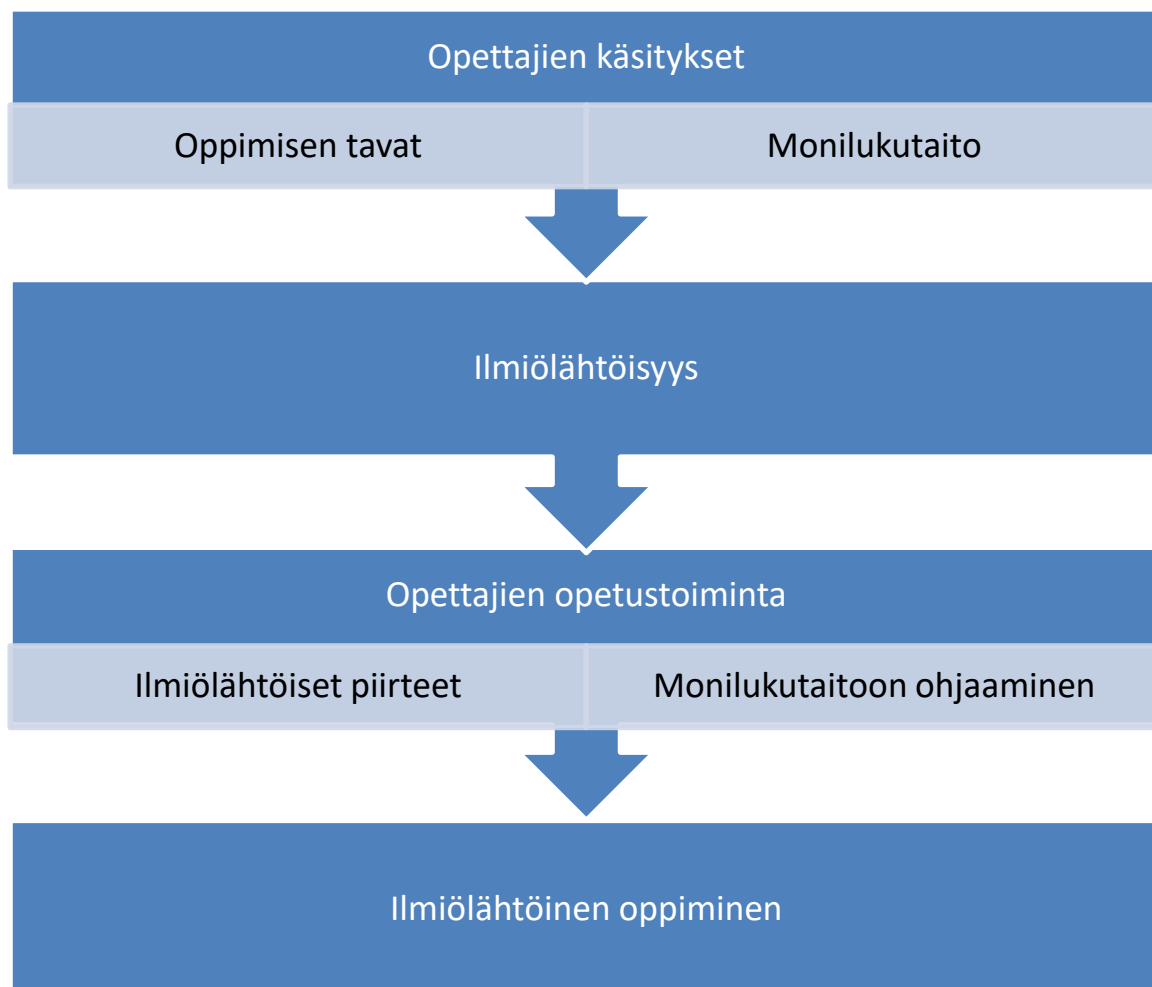 Opettajien käsitykset
Oppimisen tavat
Monilukutaito
Ilmiölähtöisyys
Opettajien opetustoiminta
Ilmiölähtöiset piirteet
Monilukutaitoon ohjaaminen
Ilmiölähtöinen oppiminen